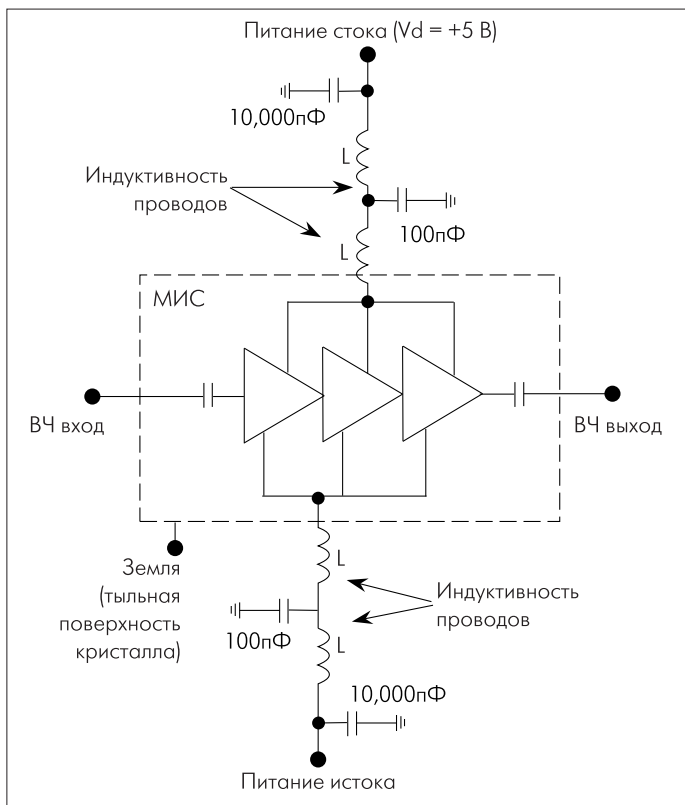 Питание стока (Vd = +5 В)
10,000пФ
L
Индуктивность
проводов
100пФ
L
МИС
ВЧ вход
ВЧ выход
L
Земля
(тыльная
поверхность
кристалла)
Индуктивность
проводов
100пФ
L
10,000пФ
Питание истока